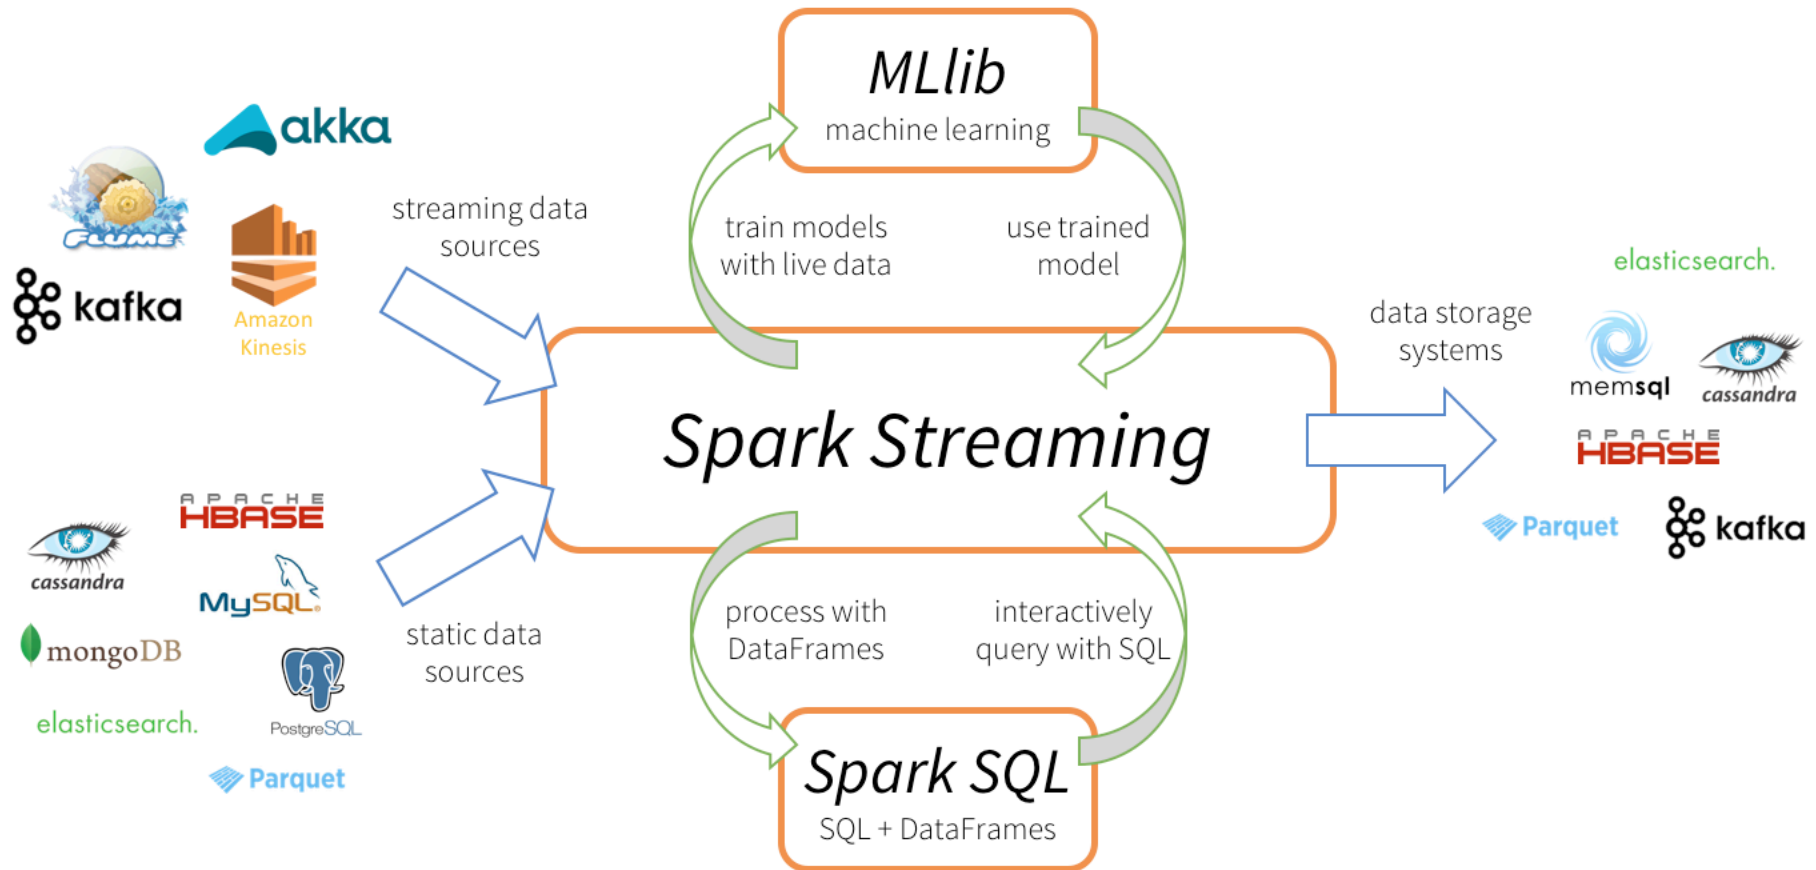 MLlib
machine learning
akka
FLUME
kafka
Amazon
Kinesis
streaming data
sources
train models
with live data
use trained
model
elasticsearch.
data storage
systems
memsql
cassandra
APACHE
HBASE
Parquet
kafka
Spark Streaming
APACHE
HBASE
cassandra
MySQL®
mongoDB
PostgreSQL
elasticsearch.
Parquet
static data
sources
process with
DataFrames
interactively
query with SQL
Spark SQL
SQL + DataFrames